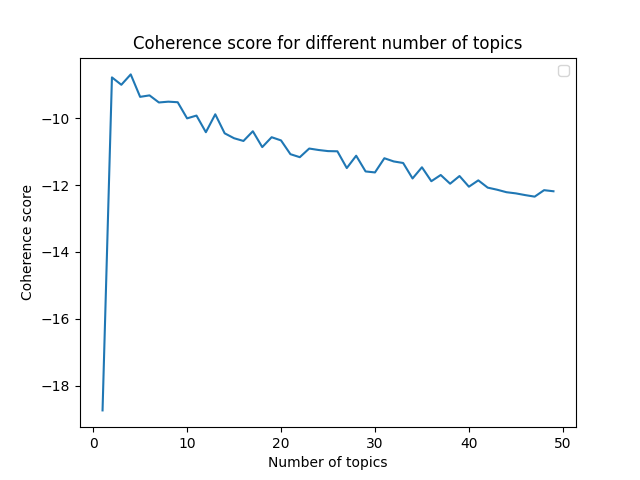 Coherence score for different number of topics
−10
−12
−14
−16
−18
Coherence score
0 10 20 30 40 50
Number of topics